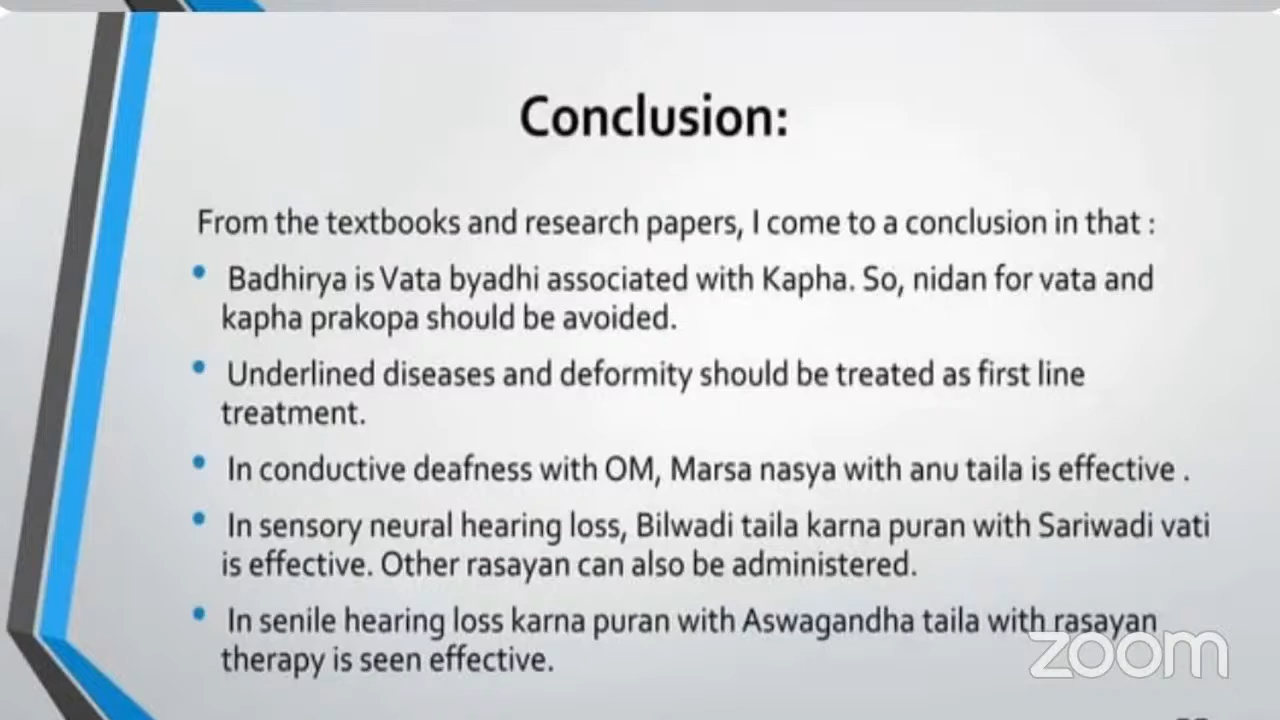 Conclusion:
From the textbooks and research papers, I come to a conclusion in that :
• Badhirya is Vata byadhi associated with Kapha. So, nidan for vata and
kapha prakopa should be avoided.
• Underlined diseases and deformity should be treated as first line
treatment.
• In conductive deafness with OM, Marsa nasya with anu taila is effective .
• In sensory neural hearing loss, Bilwadi taila karna puran with Sariwadi vati
is effective. Other rasayan can also be administered.
• In senile hearing loss karna puran with Aswagandha taila with rasayan
therapy is seen effective.
zoom